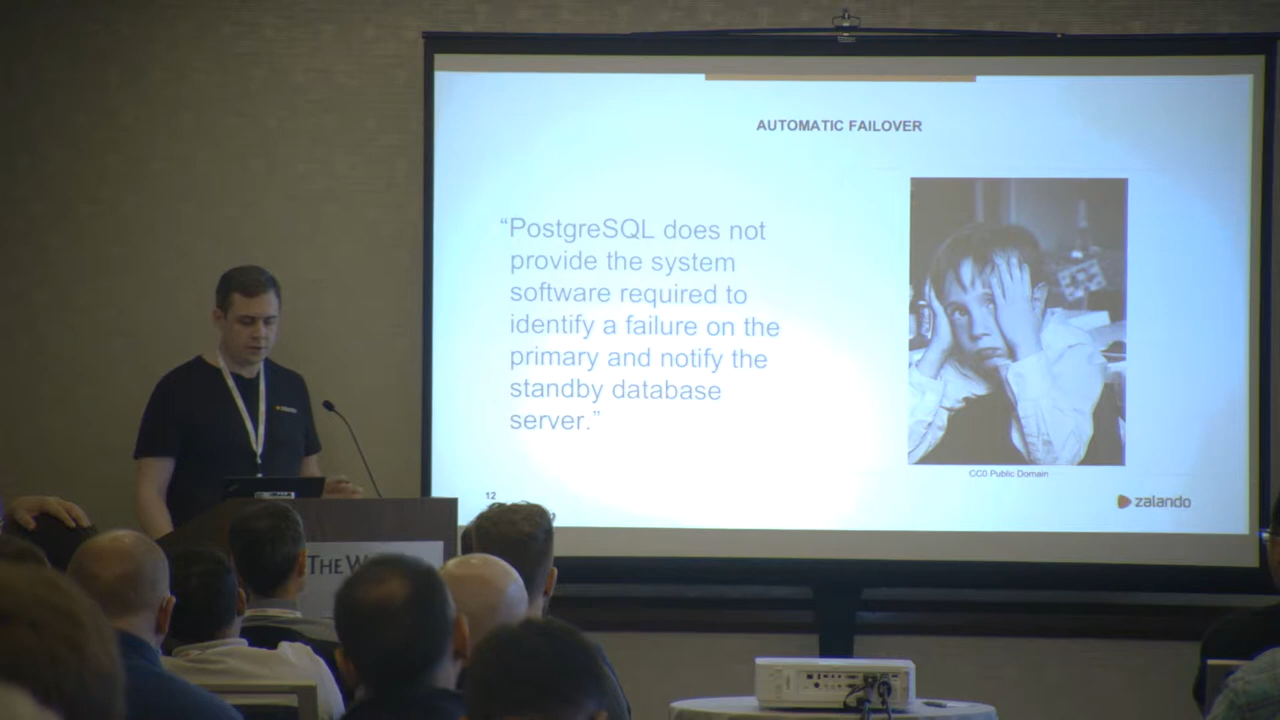 AUTOMATIC FAILOVER
“PostgreSQL does not
provide the system
software required to
identify a failure on the
primary and notify the
standby database
server.”
CC0 Public Domain
12
zalando
THE W